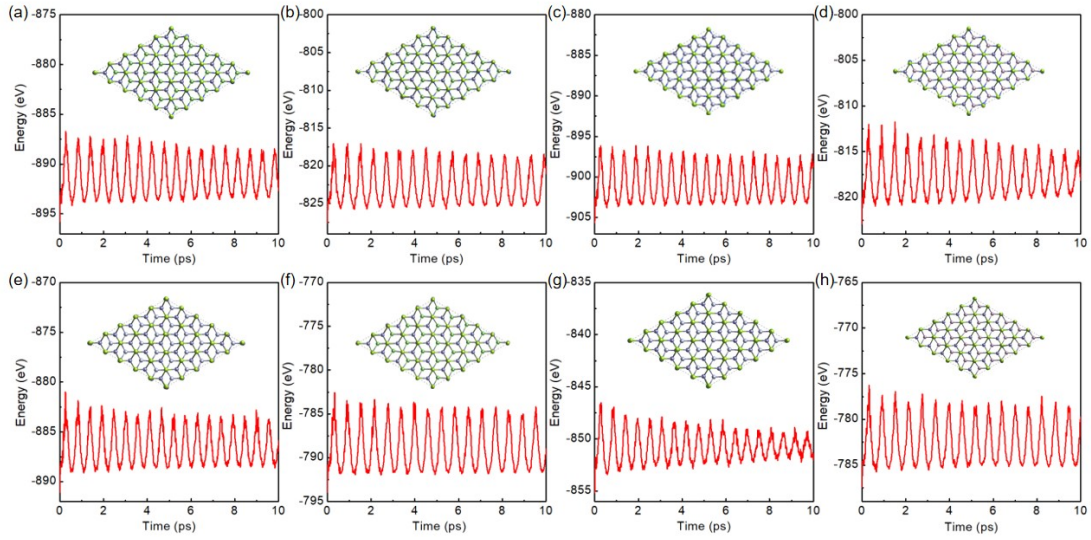 (a) -875
-880
-885
-890
-895
Energy (eV)
0 2 4 6 8 10
Time (ps)
(b) -800
-805
-810
-815
-820
-825
Energy (eV)
0 2 4 6 8 10
Time (ps)
(c) -880
-884
-888
-892
-896
-900
-904
Energy (eV)
0 2 4 6 8 10
Time (ps)
(d) -800
-805
-810
-815
-820
Energy (eV)
0 2 4 6 8 10
Time (ps)
(e) -870
-875
-880
-885
-890
Energy (eV)
0 2 4 6 8 10
Time (ps)
(f) -770
-775
-780
-785
-790
-795
Energy (eV)
0 2 4 6 8 10
Time (ps)
(g) -835
-840
-845
-850
-855
Energy (eV)
0 2 4 6 8 10
Time (ps)
(h) -765
-770
-775
-780
-785
Energy (eV)
0 2 4 6 8 10
Time (ps)